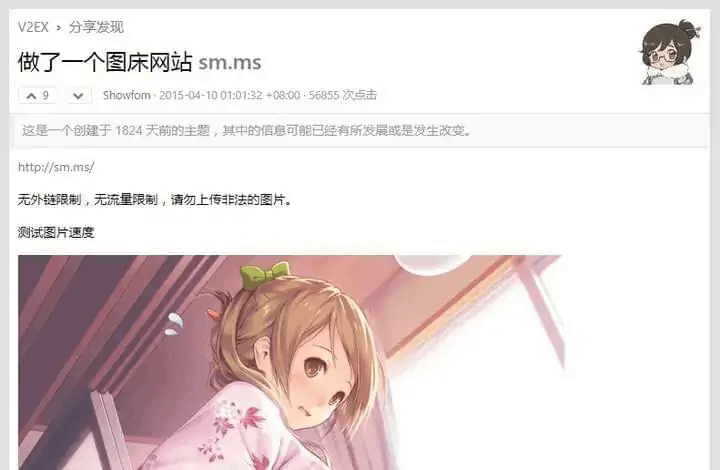 V2EX › 分享发现
做了一个图床网站 sm.ms
9 Showfom · 2015-04-10 01:01:32 +08:00 · 56855 次点击
这是一个创建于 1824 天前的主题，其中的信息可能已经有所发展或是发生改变。
http://sm.ms/
无外链限制，无流量限制，请勿上传非法的图片。
测试图片速度